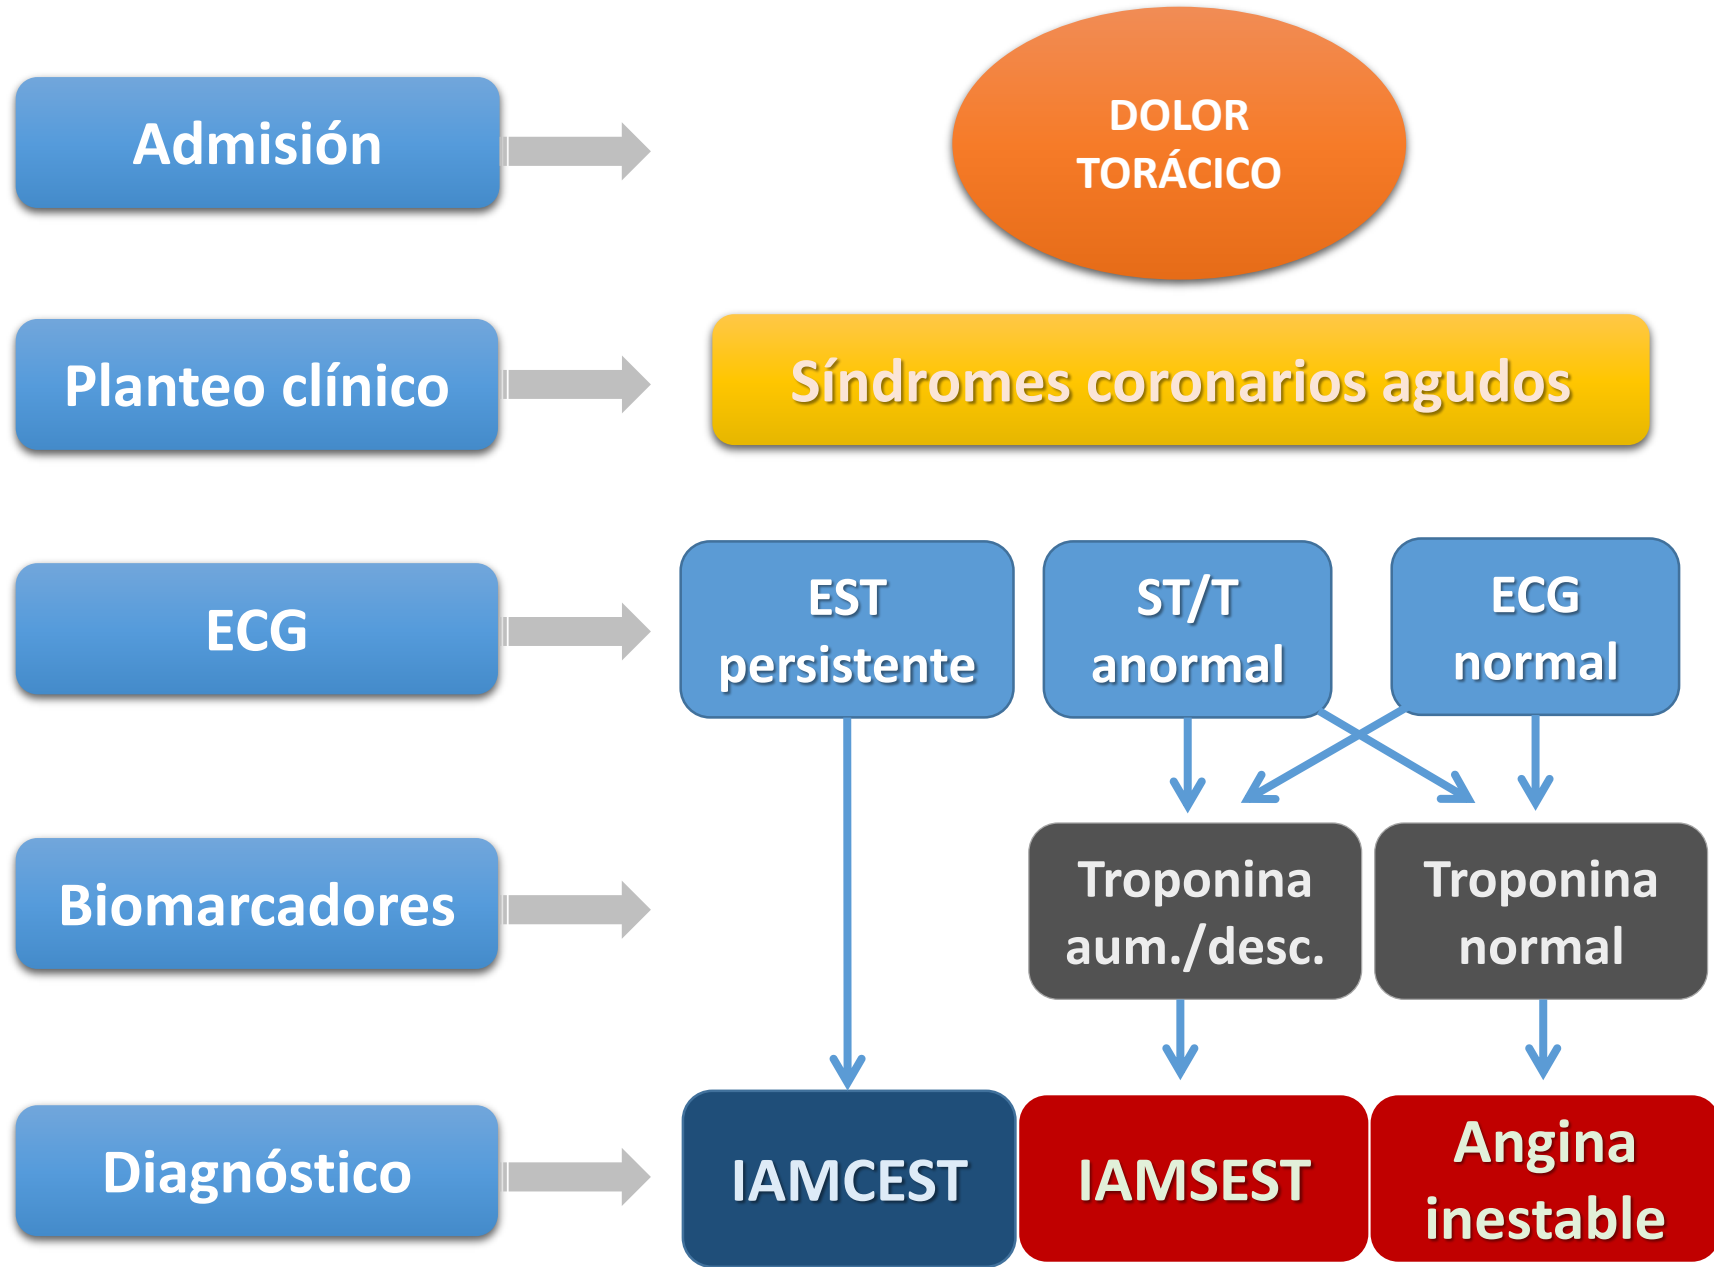 Admisión
DOLOR
TORÁCICO
Planteo clínico
Síndromes coronarios agudos
ECG
EST
persistente
ST/T
anormal
ECG
normal
Biomarcadores
Troponina
aum./desc.
Troponina
normal
Diagnóstico
IAMCEST
IAMSEST
Angina
inestable